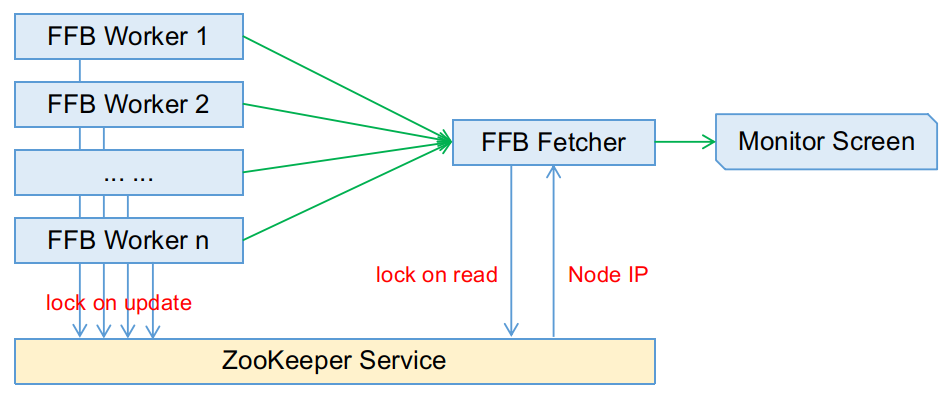 FFB Worker 1
FFB Worker 2
... ...
FFB Worker n
FFB Fetcher
Monitor Screen
lock on read
Node IP
lock on update
ZooKeeper Service